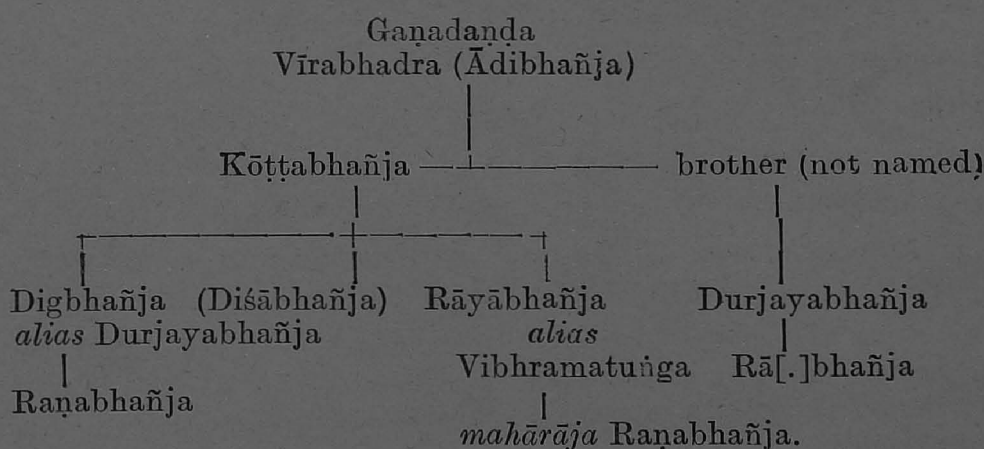 Gaṇadaṇḍa
Vīrabhadra (Ādibhañja)
Kōṭṭabhañja brother (not named)
Digbhañja (Diśābhañja) Rāyābhañja Durjayabhañja
alias Durjayabhañja alias
Vibhramatuṅga Rā[.]bhañja
Raṇabhañja
mahārāja Raṇabhañja.